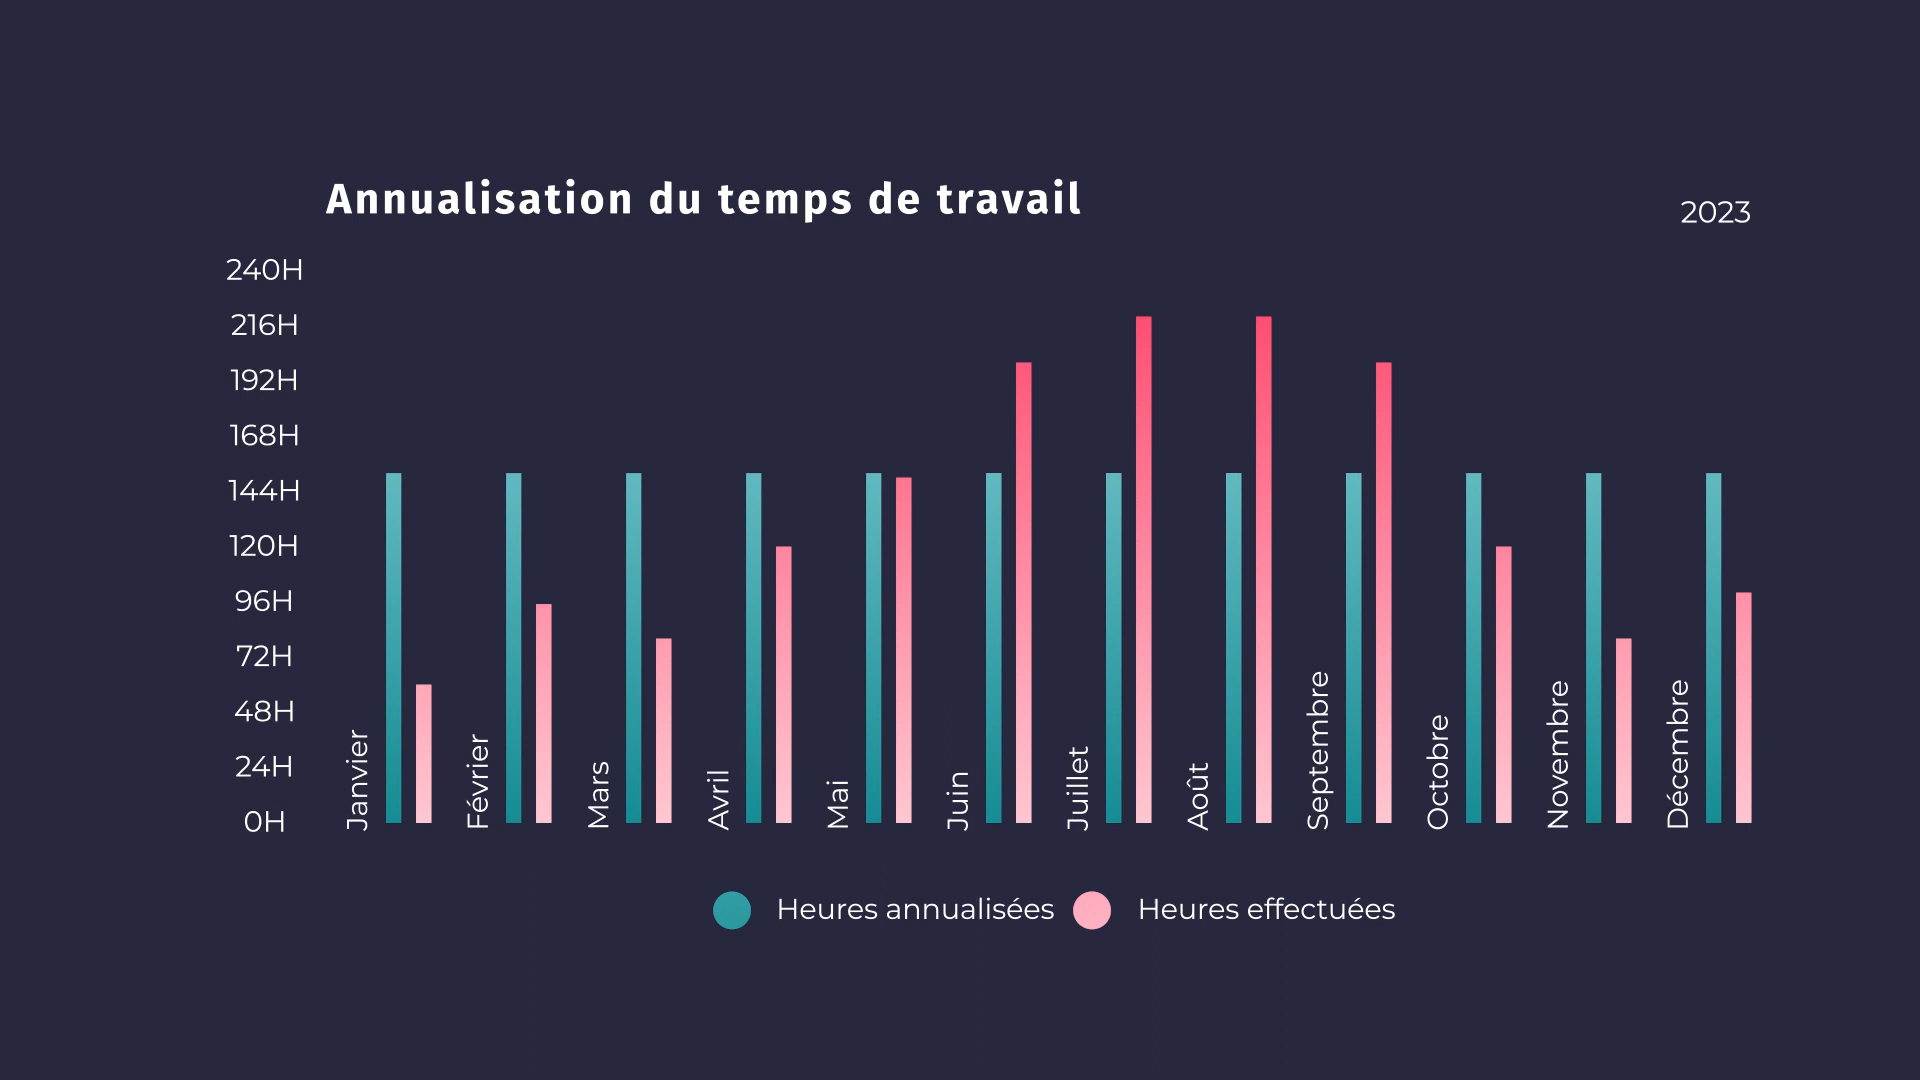 Annualisation du temps de travail
2023
240H
216H
192H
168H
144H
120H
96H
72H
48H
24H
0H
Janvier
Février
Mars
Avril
Mai
Juin
Juillet
Août
Septembre
Octobre
Novembre
Décembre
Heures annualisées
Heures effectuées